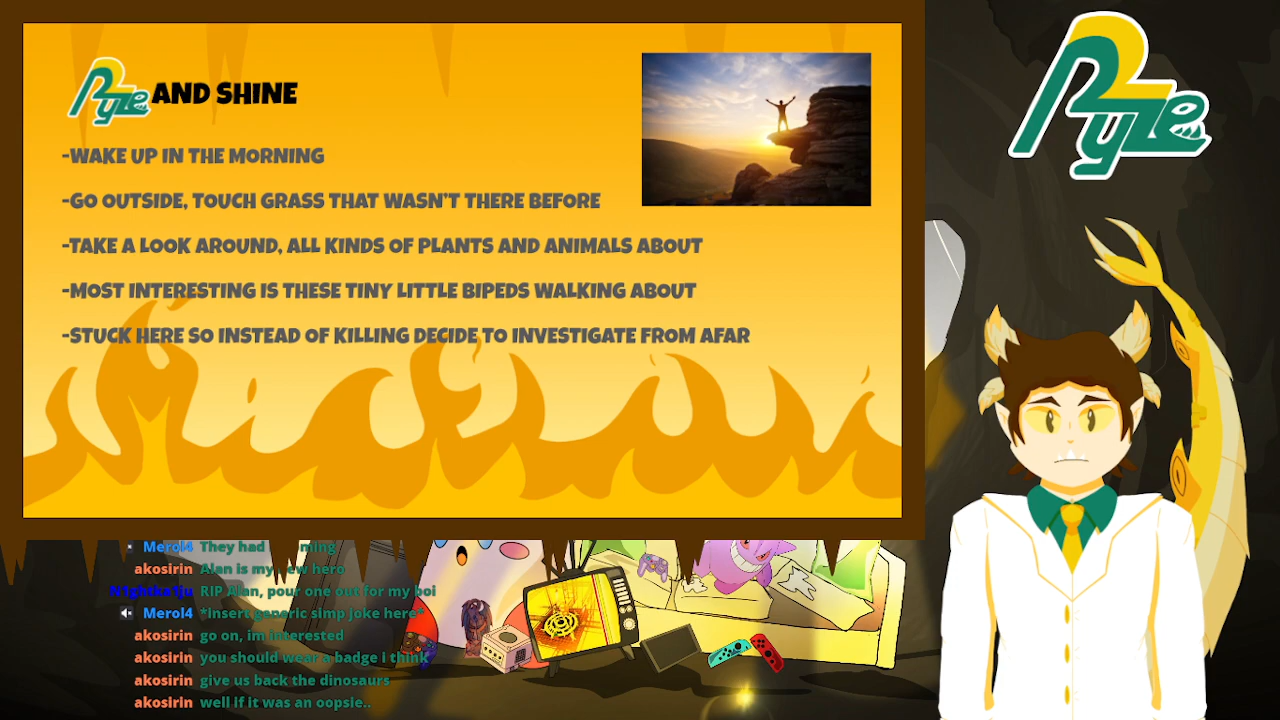 Ryze AND SHINE
-WAKE UP IN THE MORNING
-GO OUTSIDE, TOUCH GRASS THAT WASN'T THERE BEFORE
-TAKE A LOOK AROUND, ALL KINDS OF PLANTS AND ANIMALS ABOUT
-MOST INTERESTING IS THESE TINY LITTLE BIPEDS WALKING ABOUT
-STUCK HERE SO INSTEAD OF KILLING DECIDE TO INVESTIGATE FROM AFAR
Ryze
Merol4 They had
akosirin Alan is my hero
N1ghtka1ju RIP Alan, pour one out for my boi
Merol4 *Insert generic simp joke here*
akosirin go on, im interested
akosirin you should wear a badge i think
akosirin give us back the dinosaurs
akosirin well if it was an oopsie..